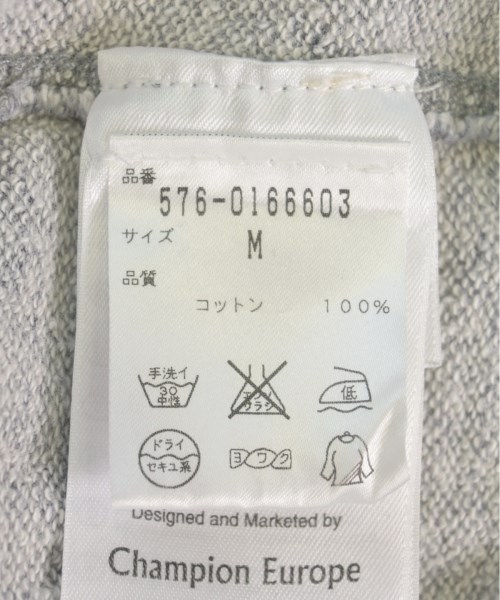 品番
576-0166603
サイズ
M
品質
コットン 100%
手洗イ
30
中性
エンソ
サラシ
低
ドライ
セキユ系
ヨワク
Designed and Marketed by
Champion Europe